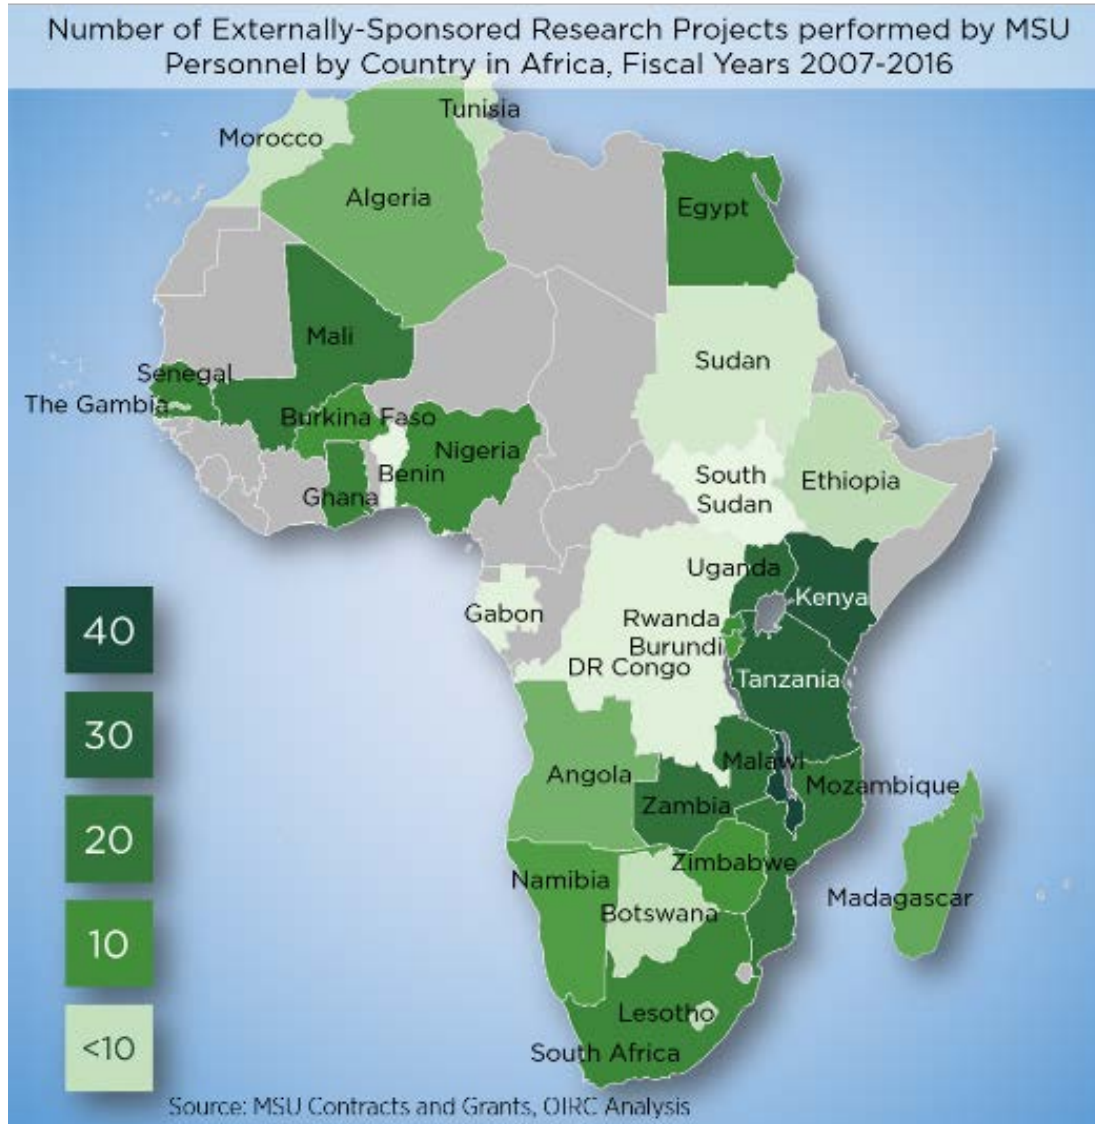 Number of Externally-Sponsored Research Projects performed by MSU
Personnel by Country in Africa, Fiscal Years 2007-2016
Tunisia
Morocco
Algeria
Egypt
Mali
Senegal
Sudan
The Gambia
Burkina Faso
Nigeria
Benin
Ghana
South
Sudan
Ethiopia
Uganda
Kenya
Gabon
Rwanda
Burundi
DR Congo
Tanzania
Angola
Malawi
Mozambique
Zambia
Zimbabwe
Namibia
Botswana
Madagascar
Lesotho
South Africa
40
30
20
10
<10
Source: MSU Contracts and Grants, OIRC Analysis